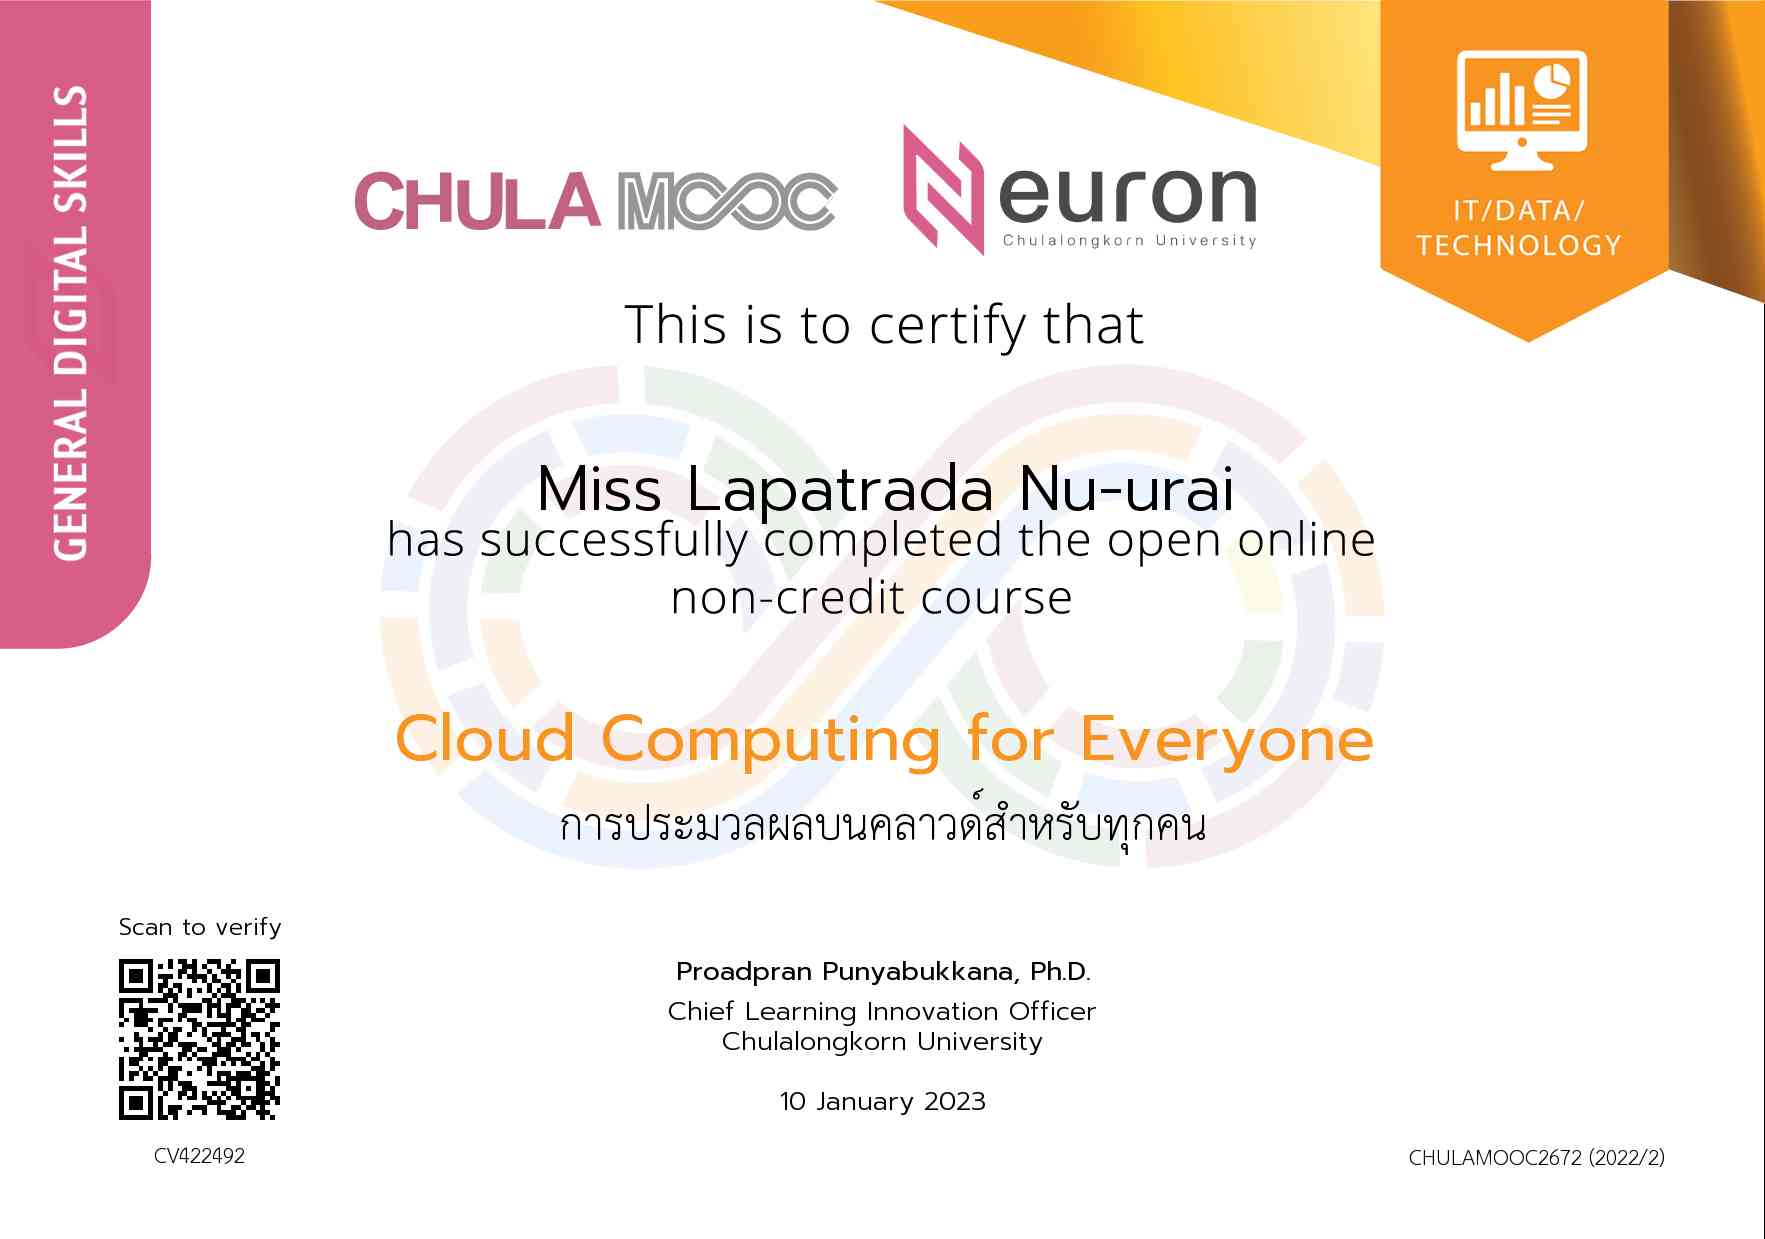 GENERAL DIGITAL SKILLS
CHULA MOOC
Neuron
Chulalongkorn University
IT/DATA/
TECHNOLOGY
This is to certify that
Miss Lapatrada Nu-urai
has successfully completed the open online
non-credit course
Cloud Computing for Everyone
การประมวลผลบนคลาวด์สำหรับทุกคน
Scan to verify
Proadpran Punyabukkana, Ph.D.
Chief Learning Innovation Officer
Chulalongkorn University
10 January 2023
CV422492
CHULAMOOC2672 (2022/2)